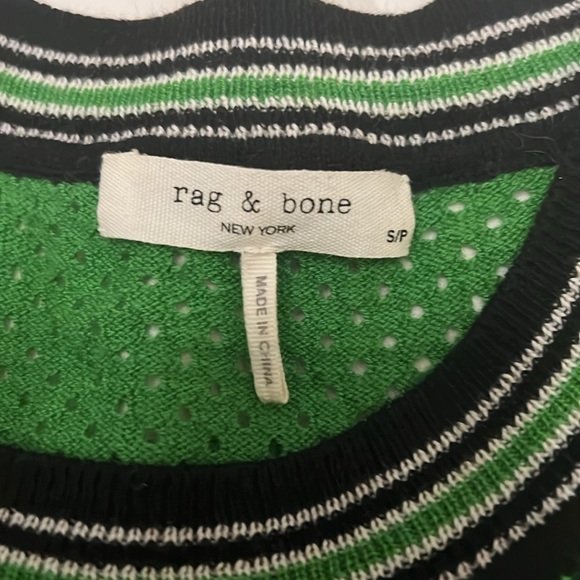 rag & bone
NEW YORK
S/P
MADE IN CHINA